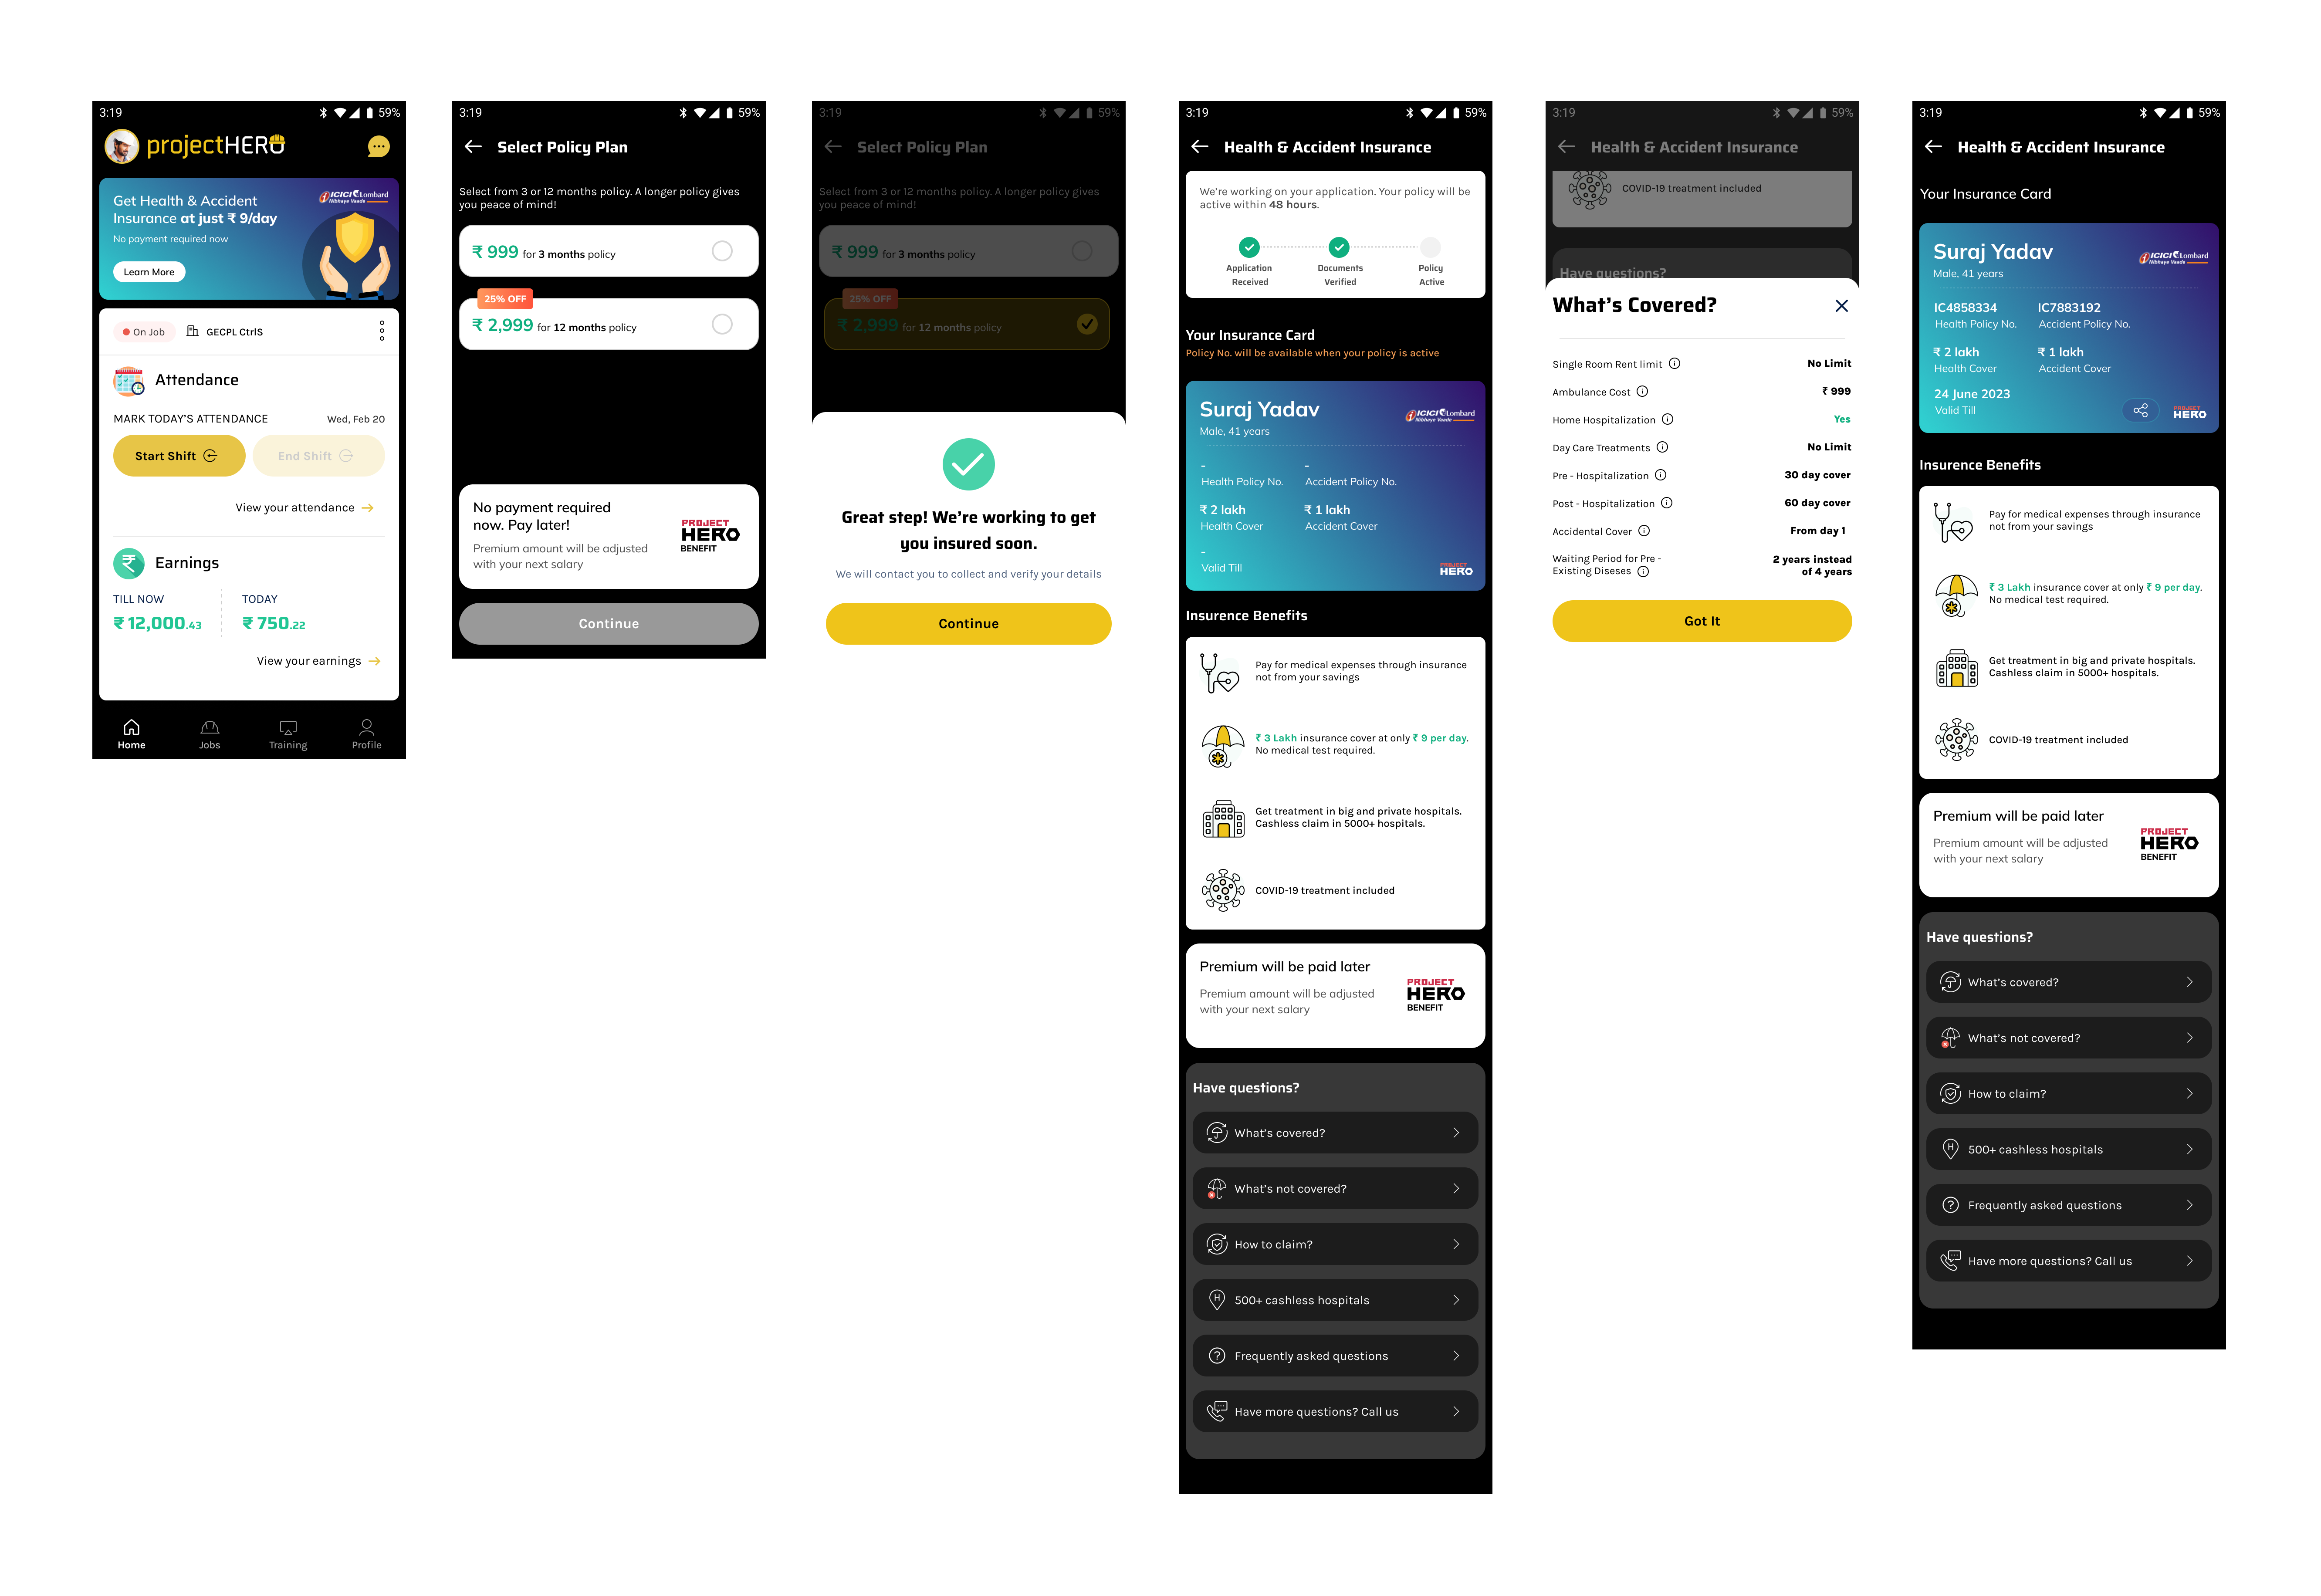 3:19
59%
projectHERO
Get Health & Accident
Insurance at just ₹ 9/day
No payment required now
Learn More
ICICI Lombard
Nibhaye Vaade
On Job
GECPL CtrlS
Attendance
MARK TODAY'S ATTENDANCE
Wed, Feb 20
Start Shift
End Shift
View your attendance
Earnings
TILL NOW
TODAY
₹ 12,000.43
₹ 750.22
View your earnings
Home
Jobs
Training
Profile
3:19
59%
Select Policy Plan
Select from 3 or 12 months policy. A longer policy gives
you peace of mind!
₹ 999 for 3 months policy
25% OFF
₹ 2,999 for 12 months policy
No payment required
now. Pay later!
Premium amount will be adjusted
with your next salary
PROJECT
HERO
BENEFIT
Continue
3:19
59%
Select Policy Plan
Select from 3 or 12 months policy. A longer policy gives
you peace of mind!
₹ 999 for 3 months policy
25% OFF
₹ 2,999 for 12 months policy
Great step! We're working to get
you insured soon.
We will contact you to collect and verify your details
Continue
3:19
59%
Health & Accident Insurance
We're working on your application. Your policy will be
active within 48 hours.
Application
Received
Documents
Verified
Policy
Active
Your Insurance Card
Policy No. will be available when your policy is active
Suraj Yadav
Male, 41 years
ICICI Lombard
Nibhaye Vaade
-
Health Policy No.
-
Accident Policy No.
₹ 2 lakh
Health Cover
₹ 1 lakh
Accident Cover
-
Valid Till
PROJECT
HERO
Insurence Benefits
Pay for medical expenses through insurance
not from your savings
₹ 3 Lakh insurance cover at only ₹ 9 per day.
No medical test required.
Get treatment in big and private hospitals.
Cashless claim in 5000+ hospitals.
COVID-19 treatment included
Premium will be paid later
Premium amount will be adjusted
with your next salary
PROJECT
HERO
BENEFIT
Have questions?
What's covered?
What's not covered?
How to claim?
500+ cashless hospitals
Frequently asked questions
Have more questions? Call us
3:19
59%
Health & Accident Insurance
COVID-19 treatment included
Have questions?
What's Covered?
Single Room Rent limit
No Limit
Ambulance Cost
₹ 999
Home Hospitalization
Yes
Day Care Treatments
No Limit
Pre - Hospitalization
30 day cover
Post - Hospitalization
60 day cover
Accidental Cover
From day 1
Waiting Period for Pre -
Existing Diseses
2 years instead
of 4 years
Got It
3:19
59%
Health & Accident Insurance
Your Insurance Card
Suraj Yadav
Male, 41 years
ICICI Lombard
Nibhaye Vaade
IC4858334
Health Policy No.
IC7883192
Accident Policy No.
₹ 2 lakh
Health Cover
₹ 1 lakh
Accident Cover
24 June 2023
Valid Till
PROJECT
HERO
Insurence Benefits
Pay for medical expenses through insurance
not from your savings
₹ 3 Lakh insurance cover at only ₹ 9 per day.
No medical test required.
Get treatment in big and private hospitals.
Cashless claim in 5000+ hospitals.
COVID-19 treatment included
Premium will be paid later
Premium amount will be adjusted
with your next salary
PROJECT
HERO
BENEFIT
Have questions?
What's covered?
What's not covered?
How to claim?
500+ cashless hospitals
Frequently asked questions
Have more questions? Call us